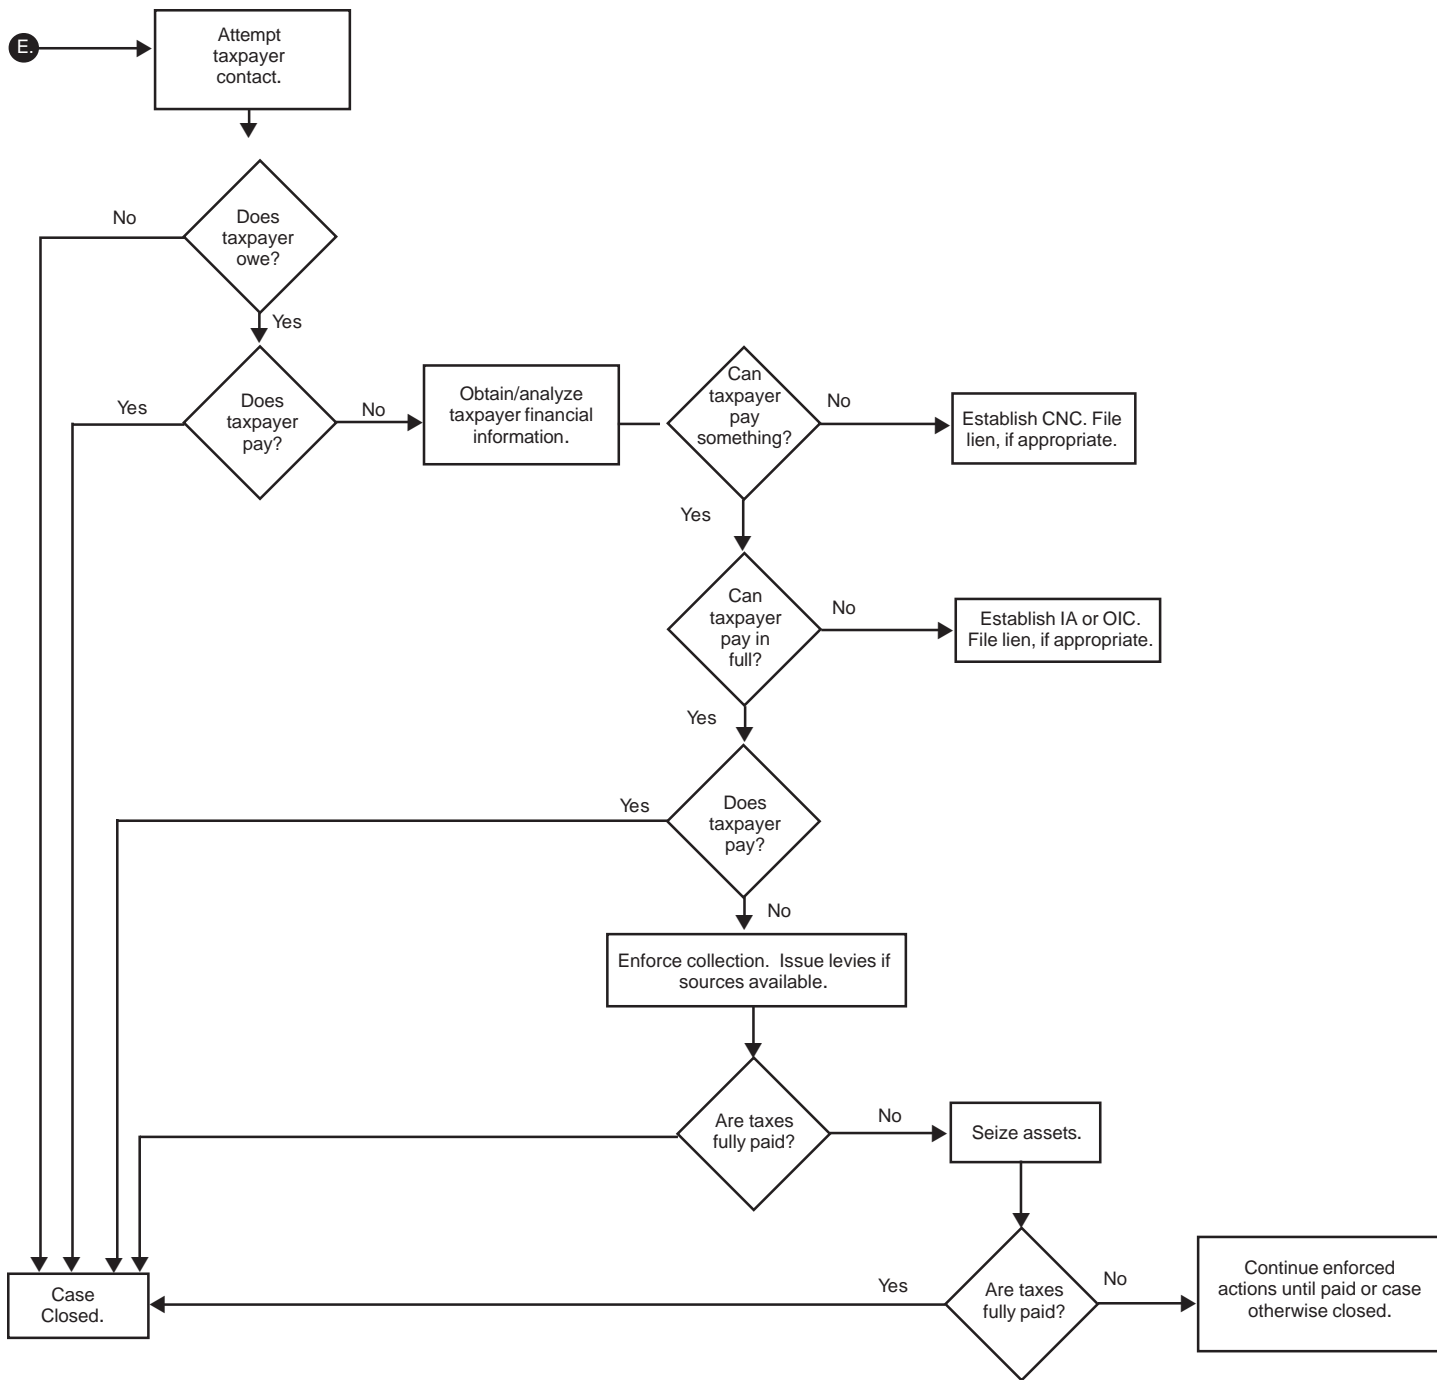 E.
Attempt
taxpayer
contact.
No
Does
taxpayer
owe?
Yes
Yes
Does
taxpayer
pay?
No
Obtain/analyze
taxpayer financial
information.
Can
taxpayer
pay
something?
No
Establish CNC. File
lien, if appropriate.
Yes
Can
taxpayer
pay in
full?
No
Establish IA or OIC.
File lien, if appropriate.
Yes
Yes
Does
taxpayer
pay?
No
Enforce collection. Issue levies if
sources available.
Are taxes
fully paid?
No
Seize assets.
Case
Closed.
Yes
Are taxes
fully paid?
No
Continue enforced
actions until paid or case
otherwise closed.